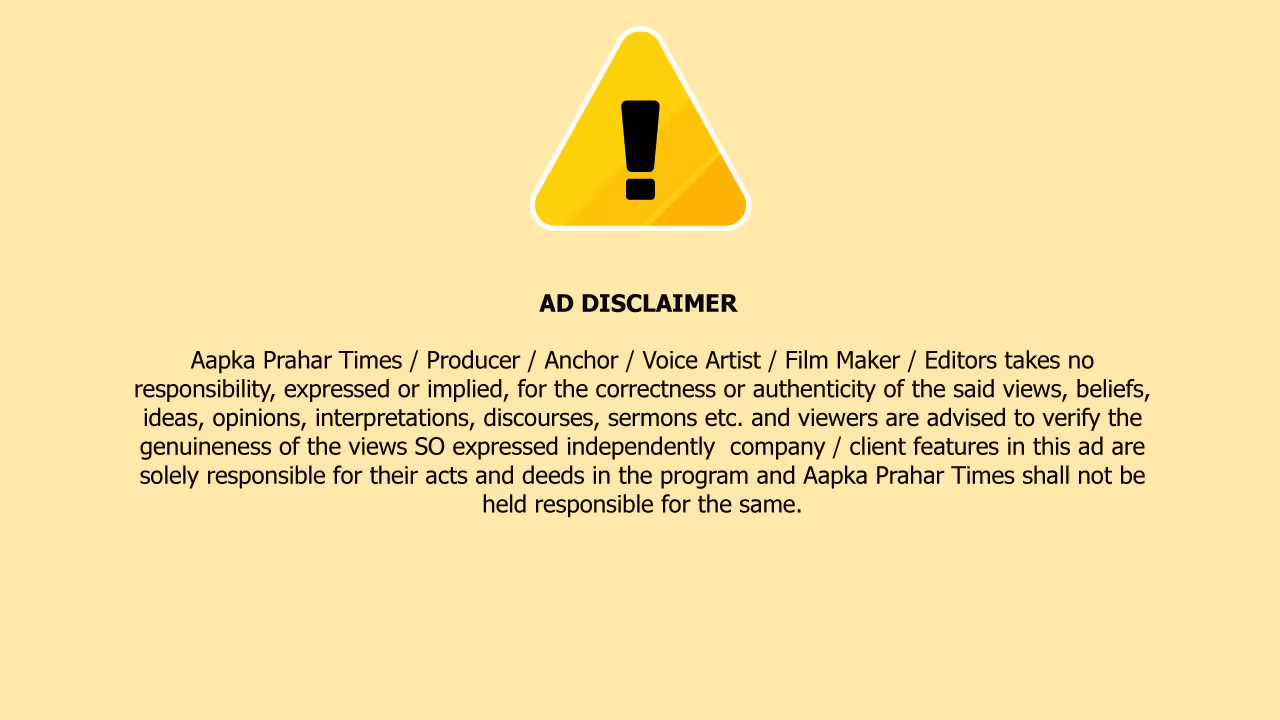 AD DISCLAIMER
Aapka Prahar Times / Producer / Anchor / Voice Artist / Film Maker / Editors takes no
responsibility, expressed or implied, for the correctness or authenticity of the said views, beliefs,
ideas, opinions, interpretations, discourses, sermons etc. and viewers are advised to verify the
genuineness of the views SO expressed independently  company / client features in this ad are
solely responsible for their acts and deeds in the program and Aapka Prahar Times shall not be
held responsible for the same.